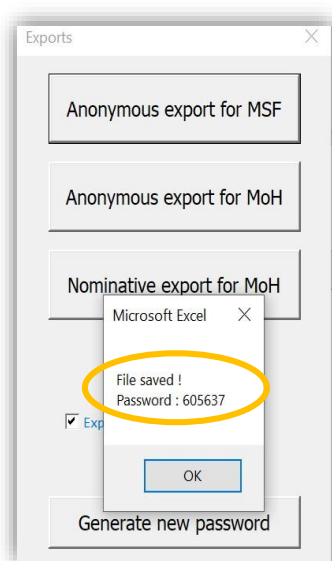 Exports
Anonymous export for MSF
Anonymous export for MoH
Nominative export for MoH
Microsoft Excel
File saved !
Password : 605637
Exp
OK
Generate new password